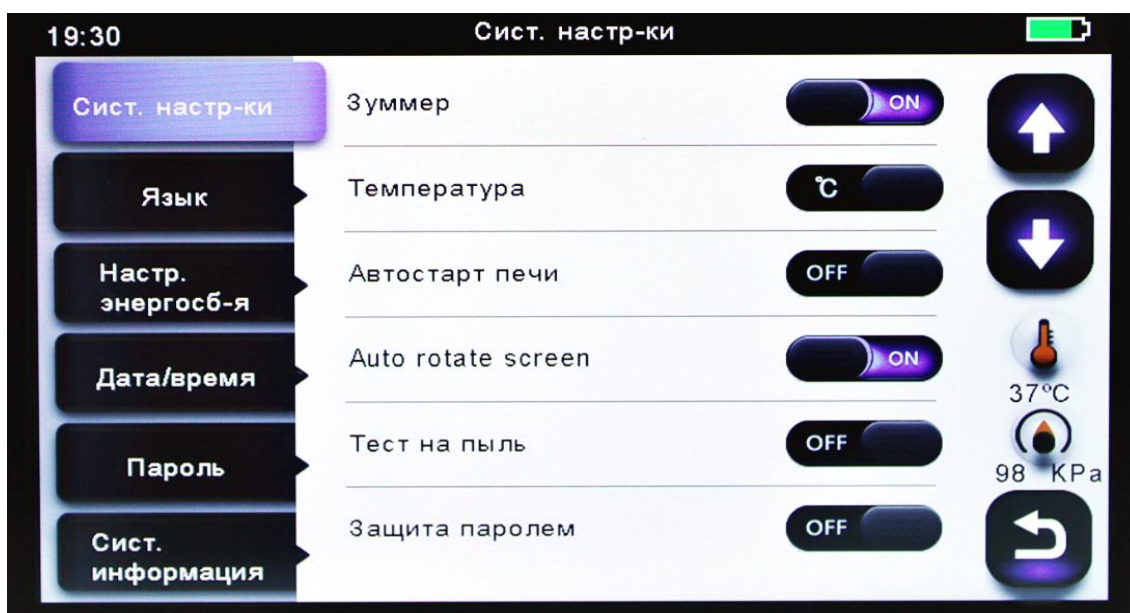 19:30
Сист. настр-ки
Сист. настр-ки
Язык
Настр.
энергосб-я
Дата/время
Пароль
Сист.
информация
Зуммер
ON
Температура
℃
Автостарт печи
OFF
Auto rotate screen
ON
Тест на пыль
OFF
Защита паролем
OFF
37°C
98 KPa